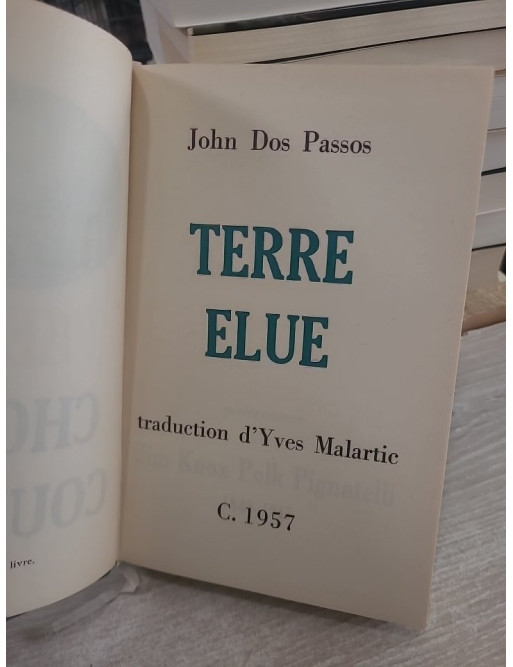 John Dos Passos
TERRE
ELUE
traduction d'Yves Malartic
C. 1957
livre.